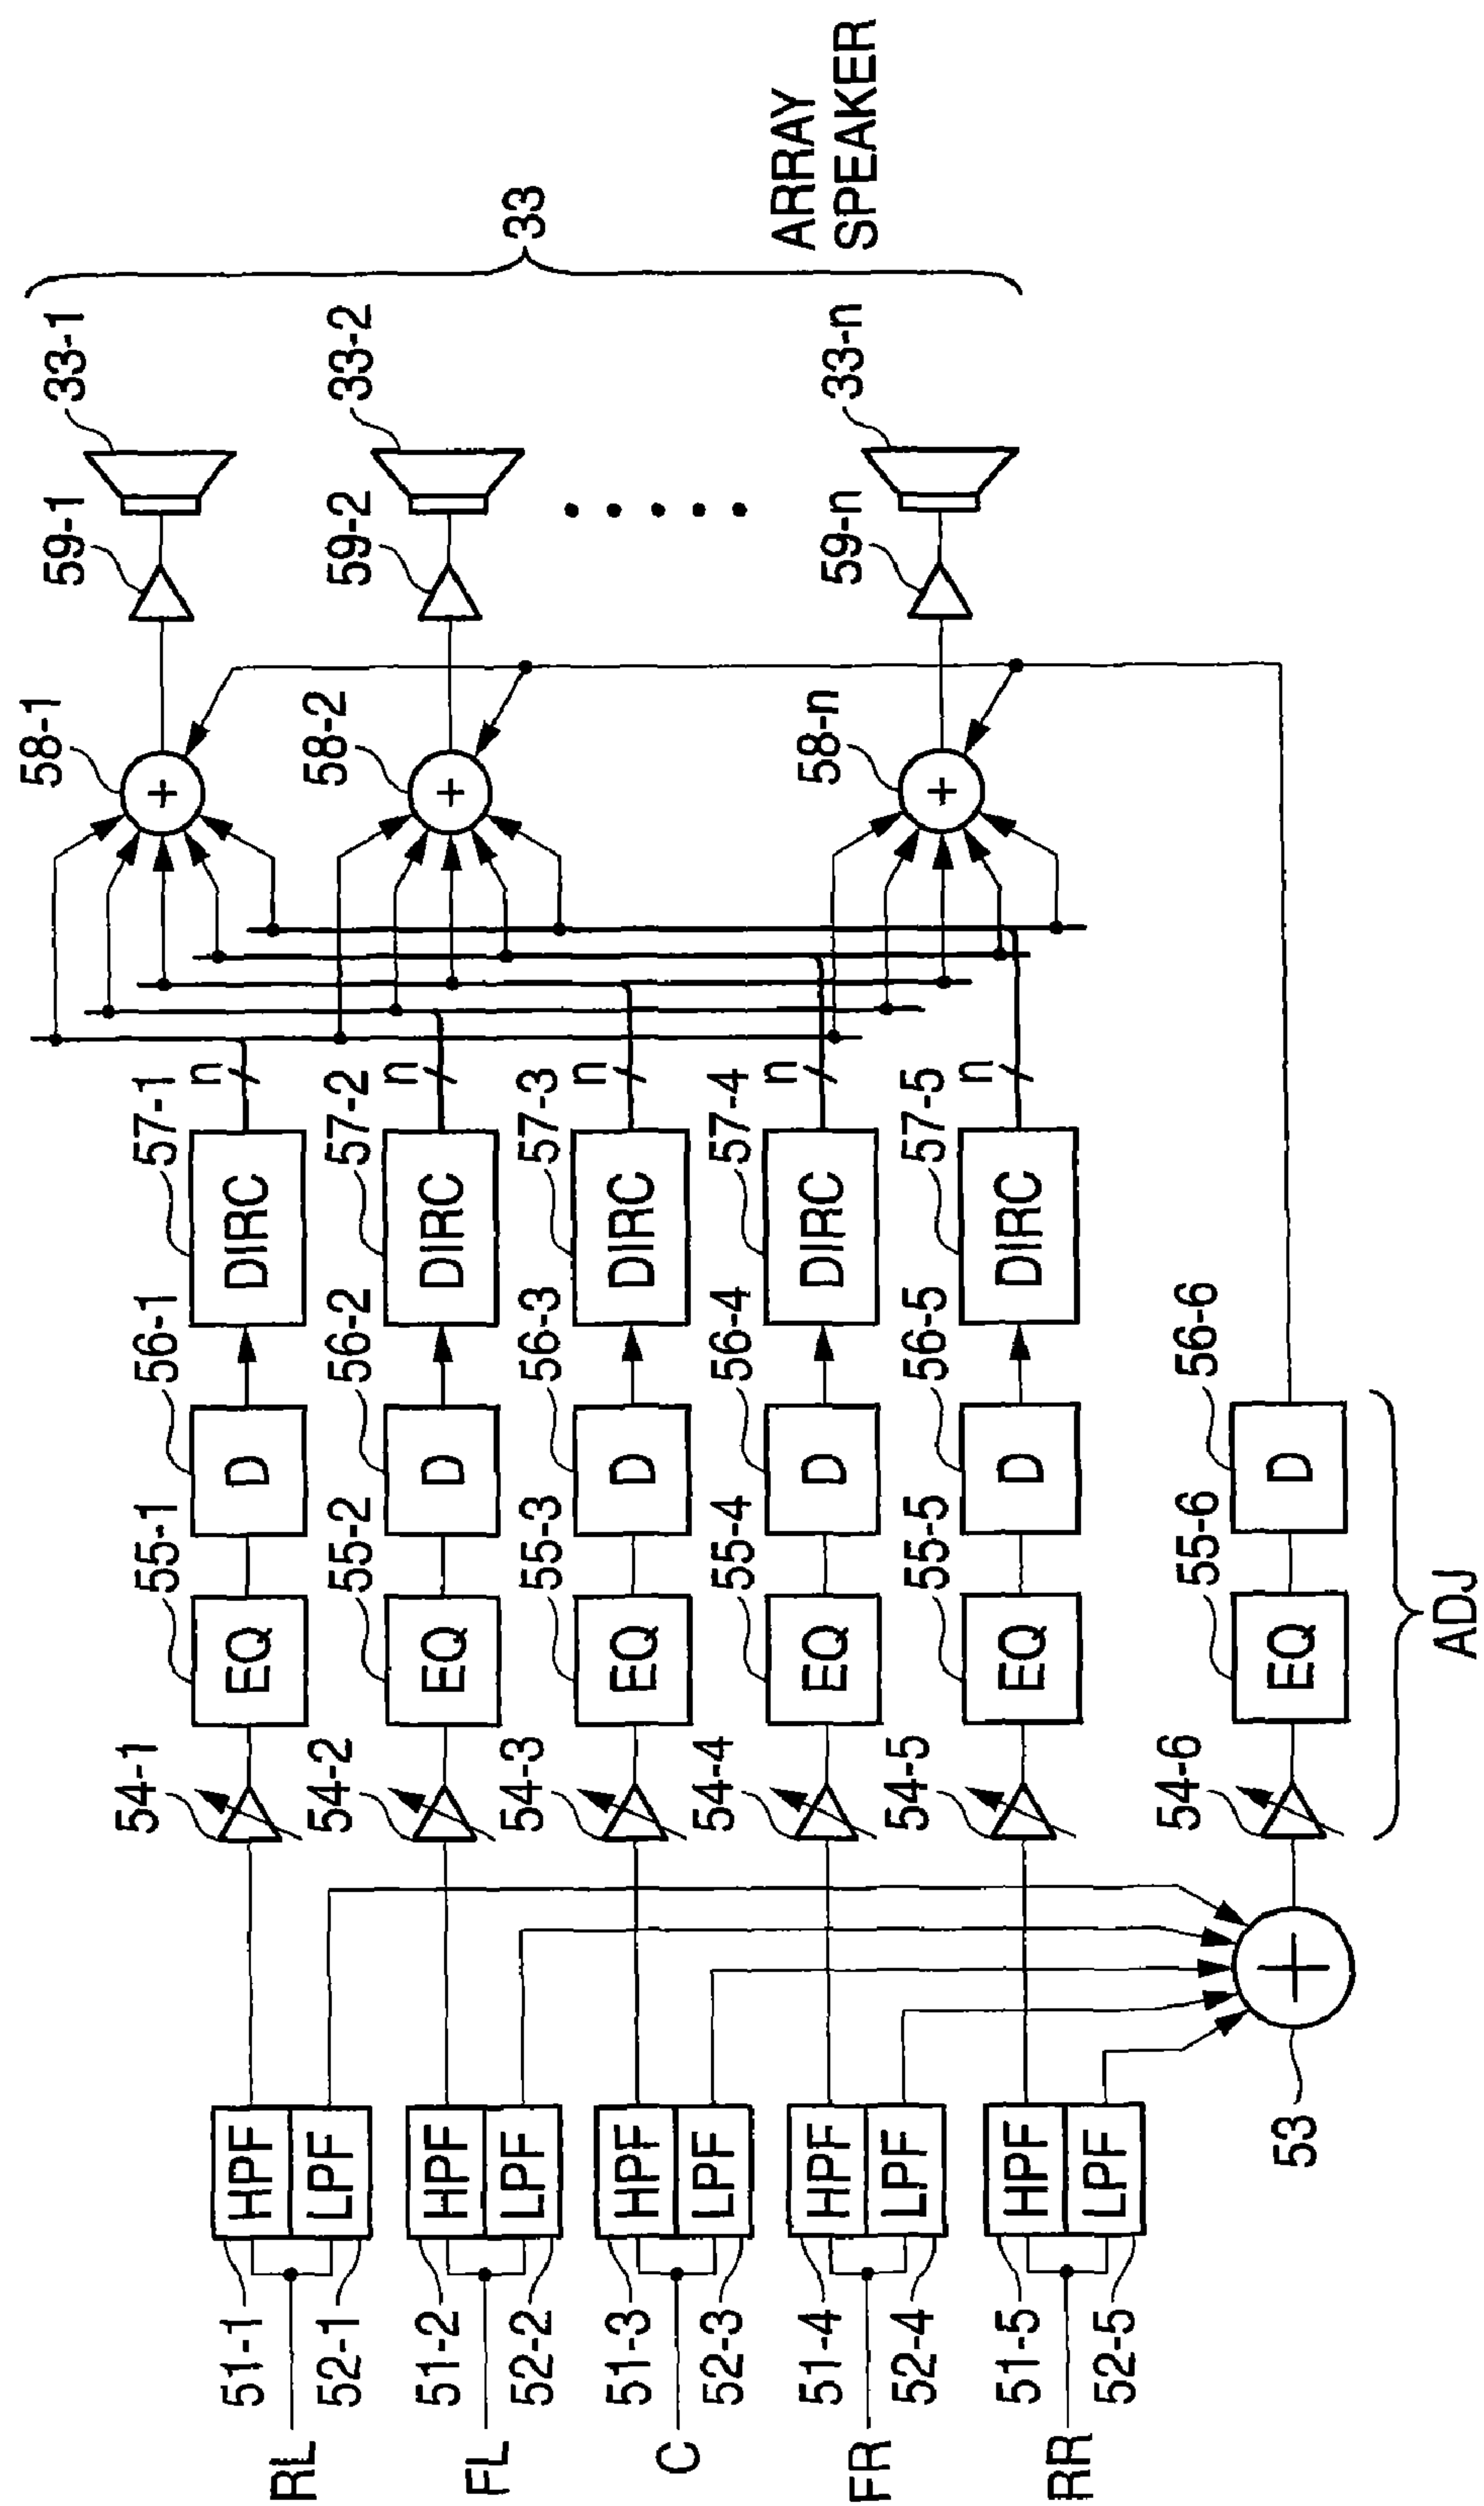 RL
51-1
52-1
HPF
LPF
54-1
55-1
EQ
56-1
D
57-1
DIRC
n
58-1
+
59-1
33-1
FL
51-2
52-2
HPF
LPF
54-2
55-2
EQ
56-2
D
57-2
DIRC
n
58-2
+
59-2
33-2
33
C
51-3
52-3
HPF
LPF
54-3
55-3
EQ
56-3
D
57-3
DIRC
n
FR
51-4
52-4
HPF
LPF
54-4
55-4
EQ
56-4
D
57-4
DIRC
n
58-n
+
59-n
33-n
ARRAY
SPEAKER
RR
51-5
52-5
HPF
LPF
54-5
55-5
EQ
56-5
D
57-5
DIRC
n
53
+
54-6
55-6
EQ
56-6
D
ADJ